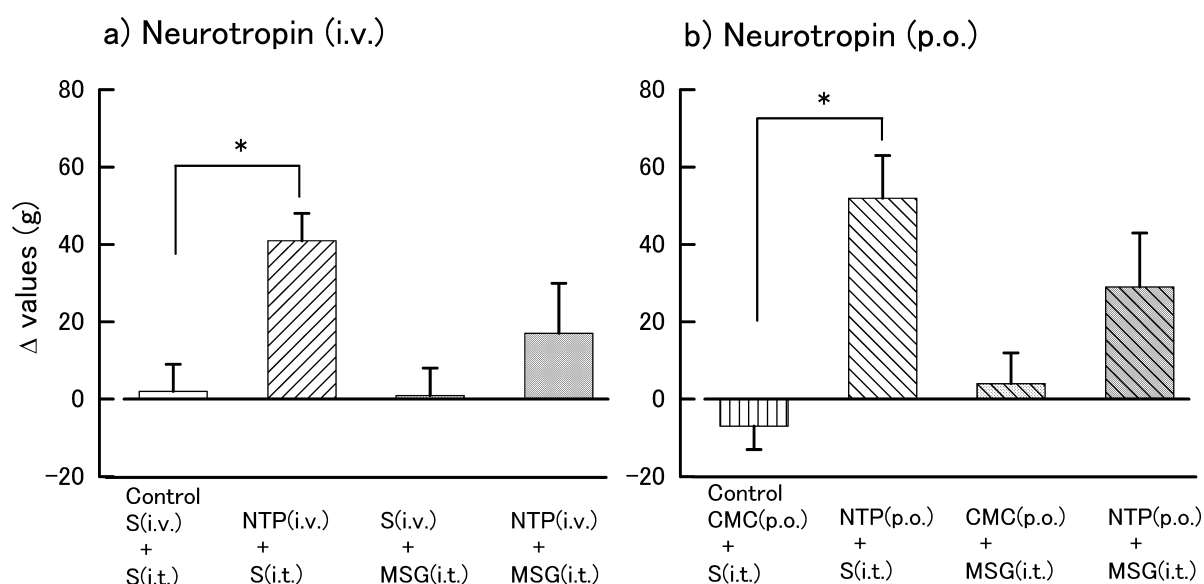 a) Neurotropin (i.v.)
80
60
40
20
0
−20
Δ values (g)
*
Control
S(i.v.)
+
S(i.t.)
NTP(i.v.)
+
S(i.t.)
S(i.v.)
+
MSG(i.t.)
NTP(i.v.)
+
MSG(i.t.)
b) Neurotropin (p.o.)
80
60
40
20
0
−20
*
Control
CMC(p.o.)
+
S(i.t.)
NTP(p.o.)
+
S(i.t.)
CMC(p.o.)
+
MSG(i.t.)
NTP(p.o.)
+
MSG(i.t.)